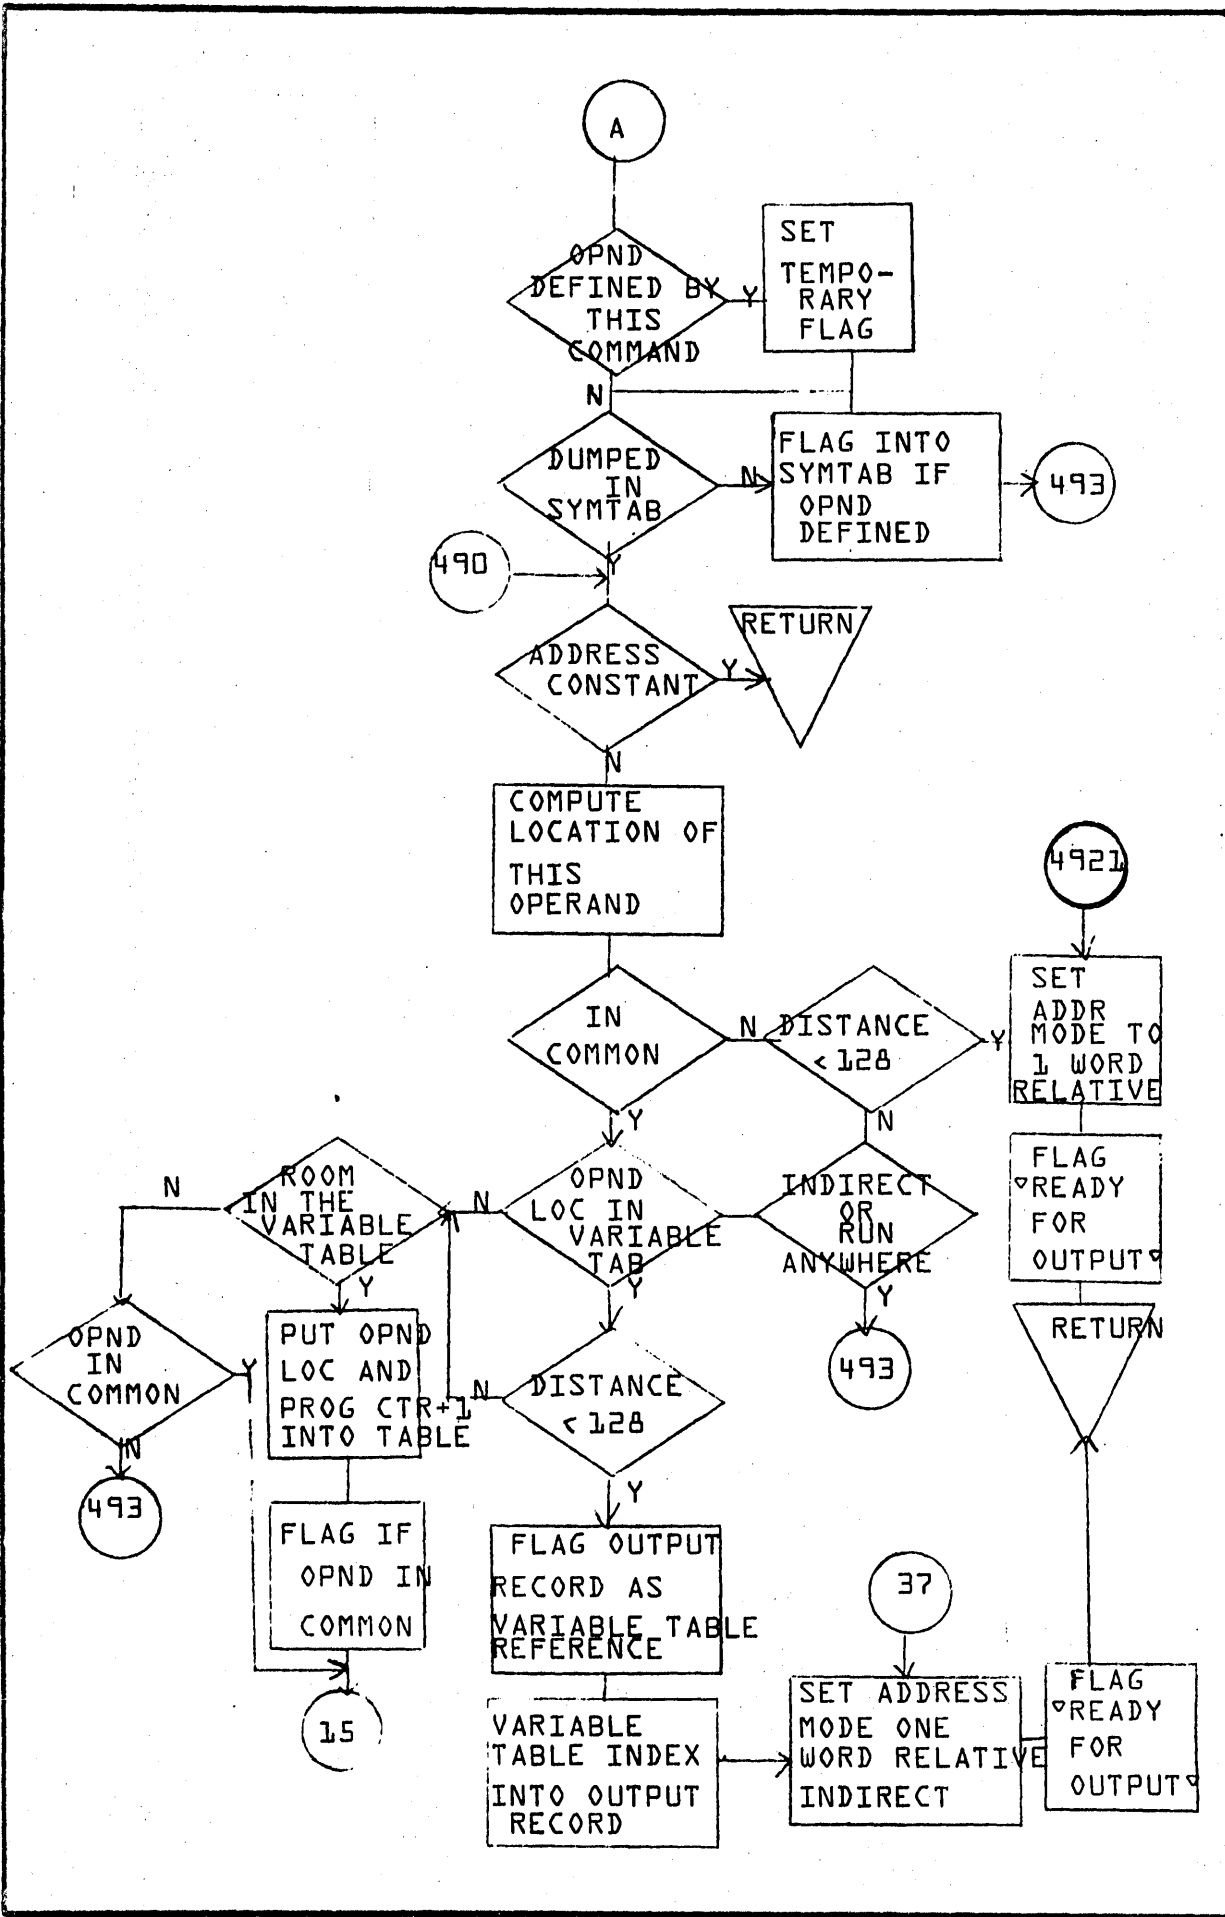 A
OPND
DEFINED BY
THIS
COMMAND
Y
SET
TEMPO-
RARY
FLAG
N
DUMPED
IN
SYMTAB
N
FLAG INTO
SYMTAB IF
OPND
DEFINED
493
Y
490
ADDRESS
CONSTANT
Y
RETURN
N
COMPUTE
LOCATION OF
THIS
OPERAND
4921
IN
COMMON
N
DISTANCE
< 128
Y
SET
ADDR
MODE TO
1 WORD
RELATIVE
Y
N
N
ROOM
IN THE
VARIABLE
TABLE
N
OPND
LOC IN
VARIABLE
TAB
INDIRECT
OR
RUN
ANYWHERE
FLAG
▽READY
FOR
OUTPUT▽
Y
Y
Y
OPND
IN
COMMON
Y
PUT OPND
LOC AND
PROG CTR+1
INTO TABLE
N
DISTANCE
< 128
493
RETURN
N
493
Y
FLAG IF
OPND IN
COMMON
FLAG OUTPUT
RECORD AS
VARIABLE TABLE
REFERENCE
37
15
VARIABLE
TABLE INDEX
INTO OUTPUT
RECORD
SET ADDRESS
MODE ONE
WORD RELATIVE
INDIRECT
FLAG
▽READY
FOR
OUTPUT▽